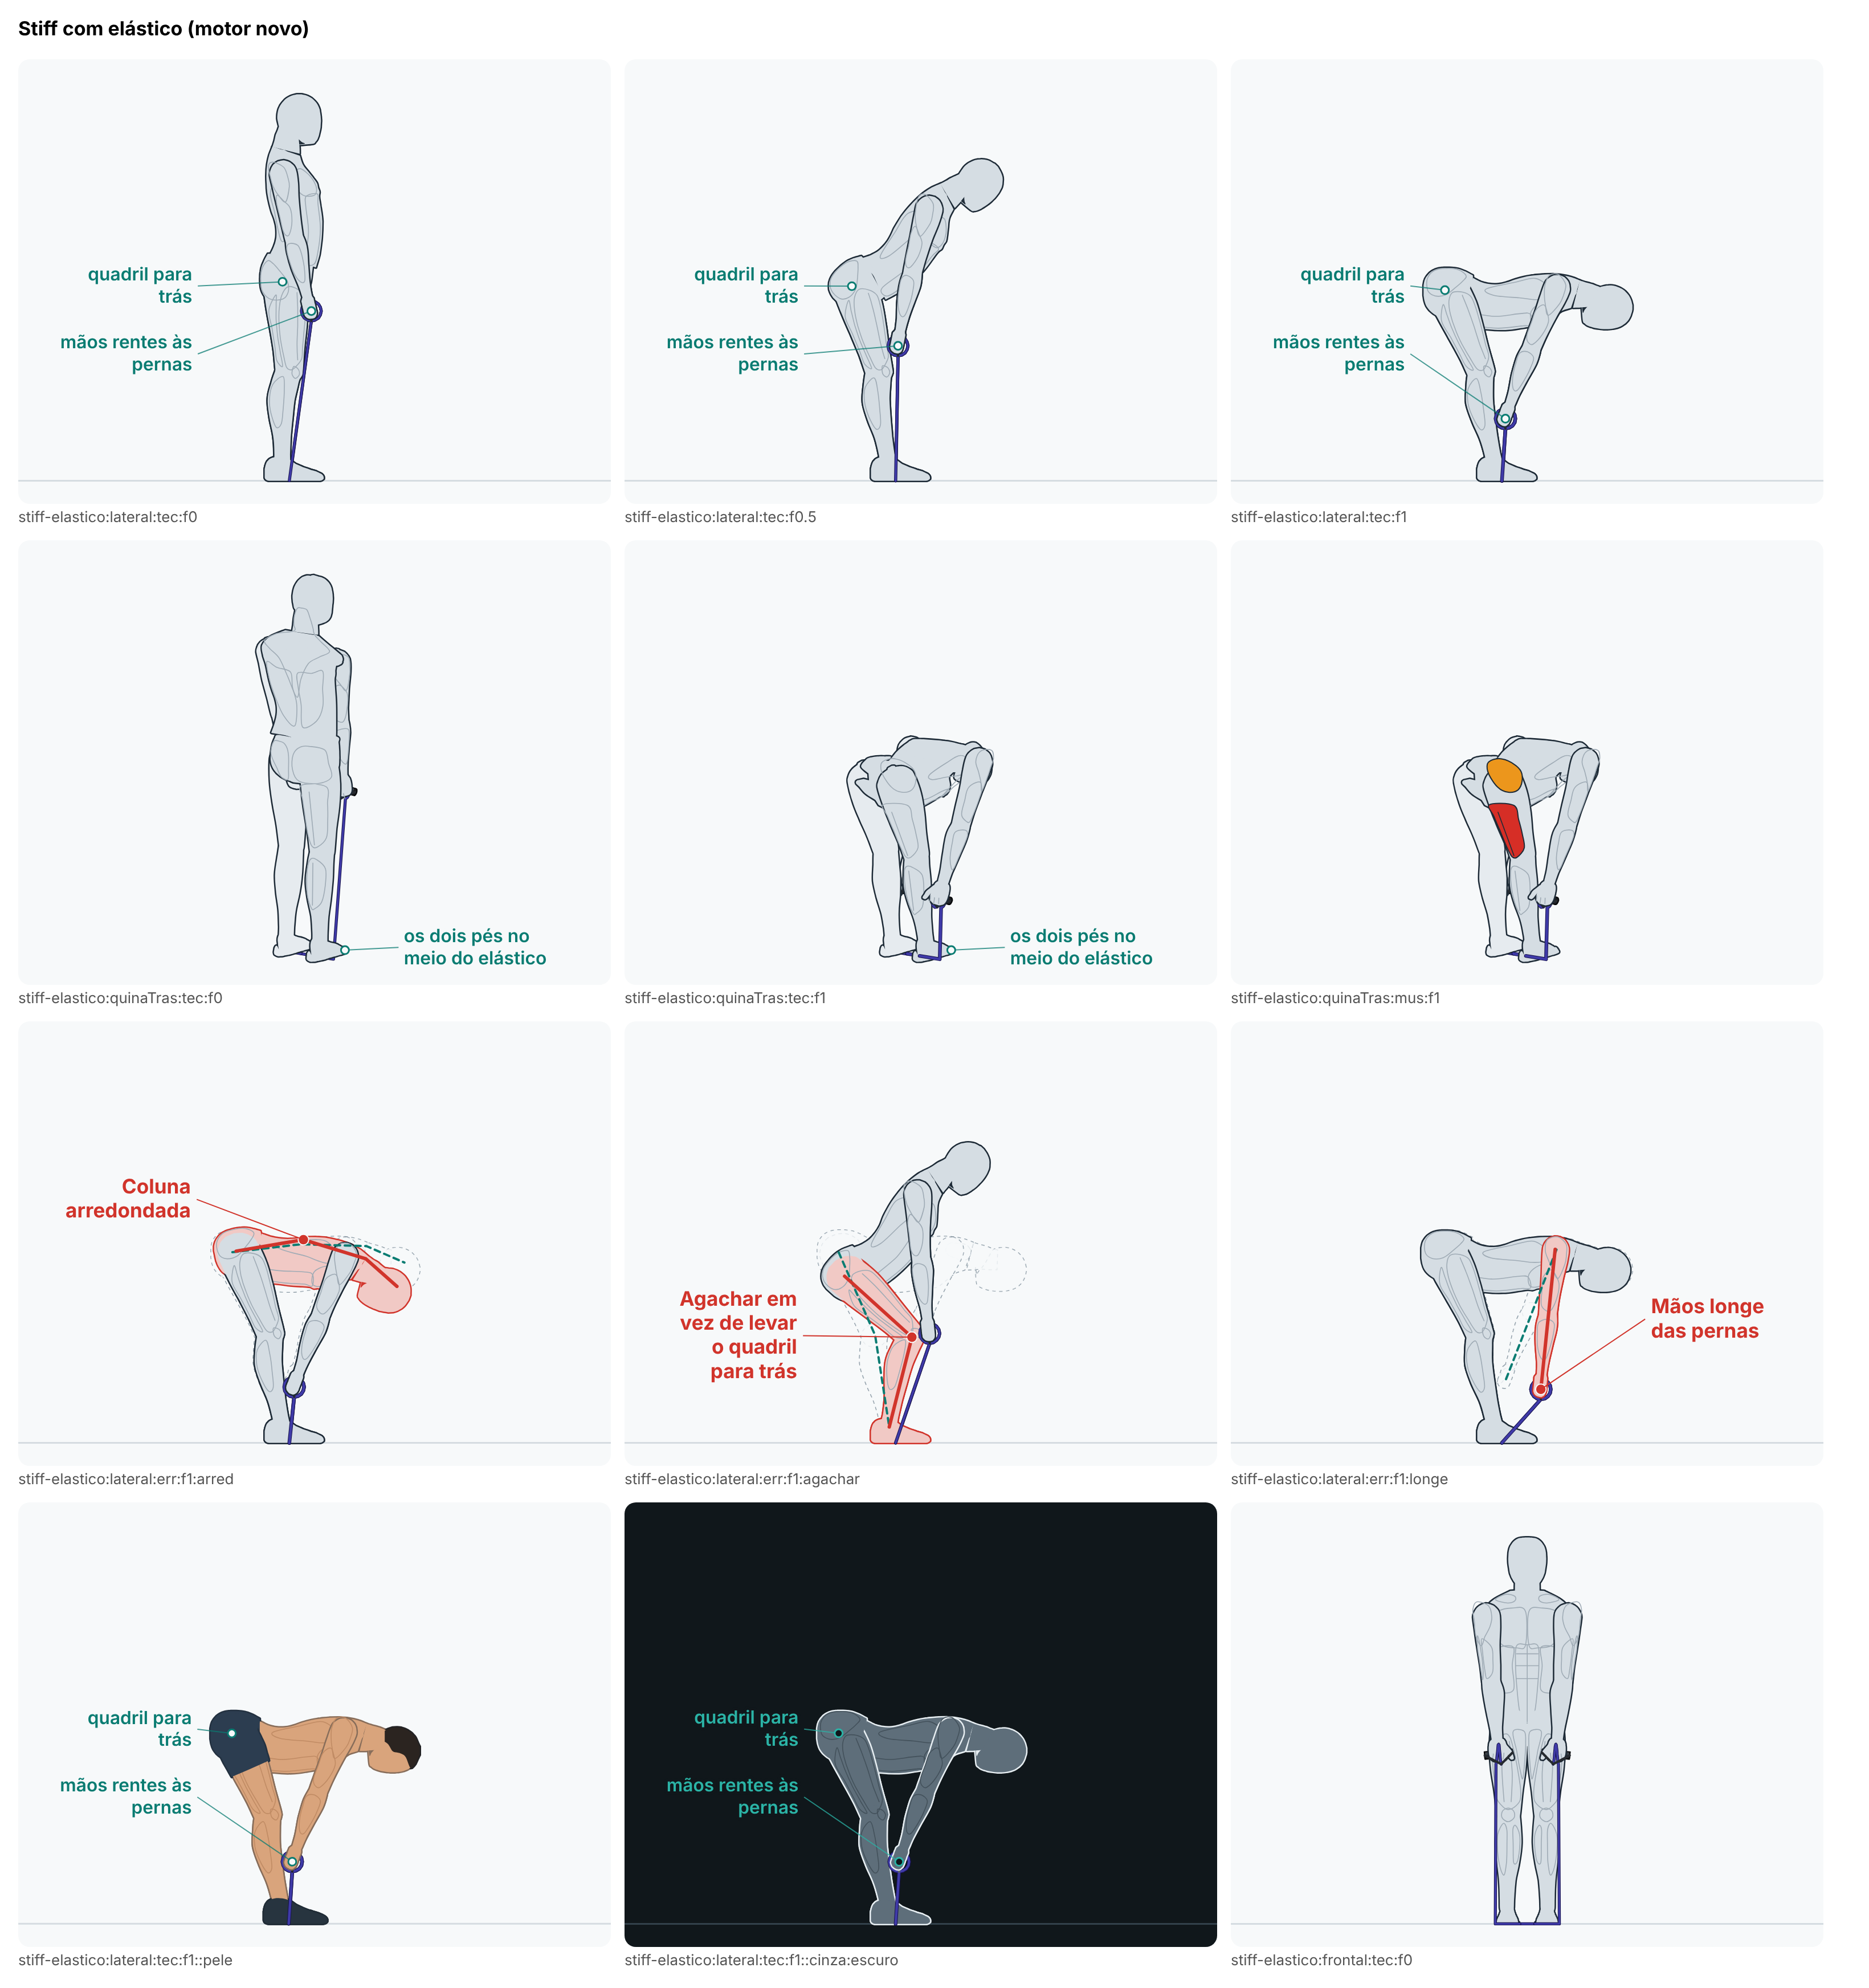 Stiff com elástico (motor novo)
quadril para
trás
mãos rentes às
pernas
stiff-elastico:lateral:tec:f0
quadril para
trás
mãos rentes às
pernas
stiff-elastico:lateral:tec:f0.5
quadril para
trás
mãos rentes às
pernas
stiff-elastico:lateral:tec:f1
os dois pés no
meio do elástico
stiff-elastico:quinaTras:tec:f0
os dois pés no
meio do elástico
stiff-elastico:quinaTras:tec:f1
stiff-elastico:quinaTras:mus:f1
Coluna
arredondada
stiff-elastico:lateral:err:f1:arred
Agachar em
vez de levar
o quadril
para trás
stiff-elastico:lateral:err:f1:agachar
Mãos longe
das pernas
stiff-elastico:lateral:err:f1:longe
quadril para
trás
mãos rentes às
pernas
stiff-elastico:lateral:tec:f1::pele
quadril para
trás
mãos rentes às
pernas
stiff-elastico:lateral:tec:f1::cinza:escuro
stiff-elastico:frontal:tec:f0